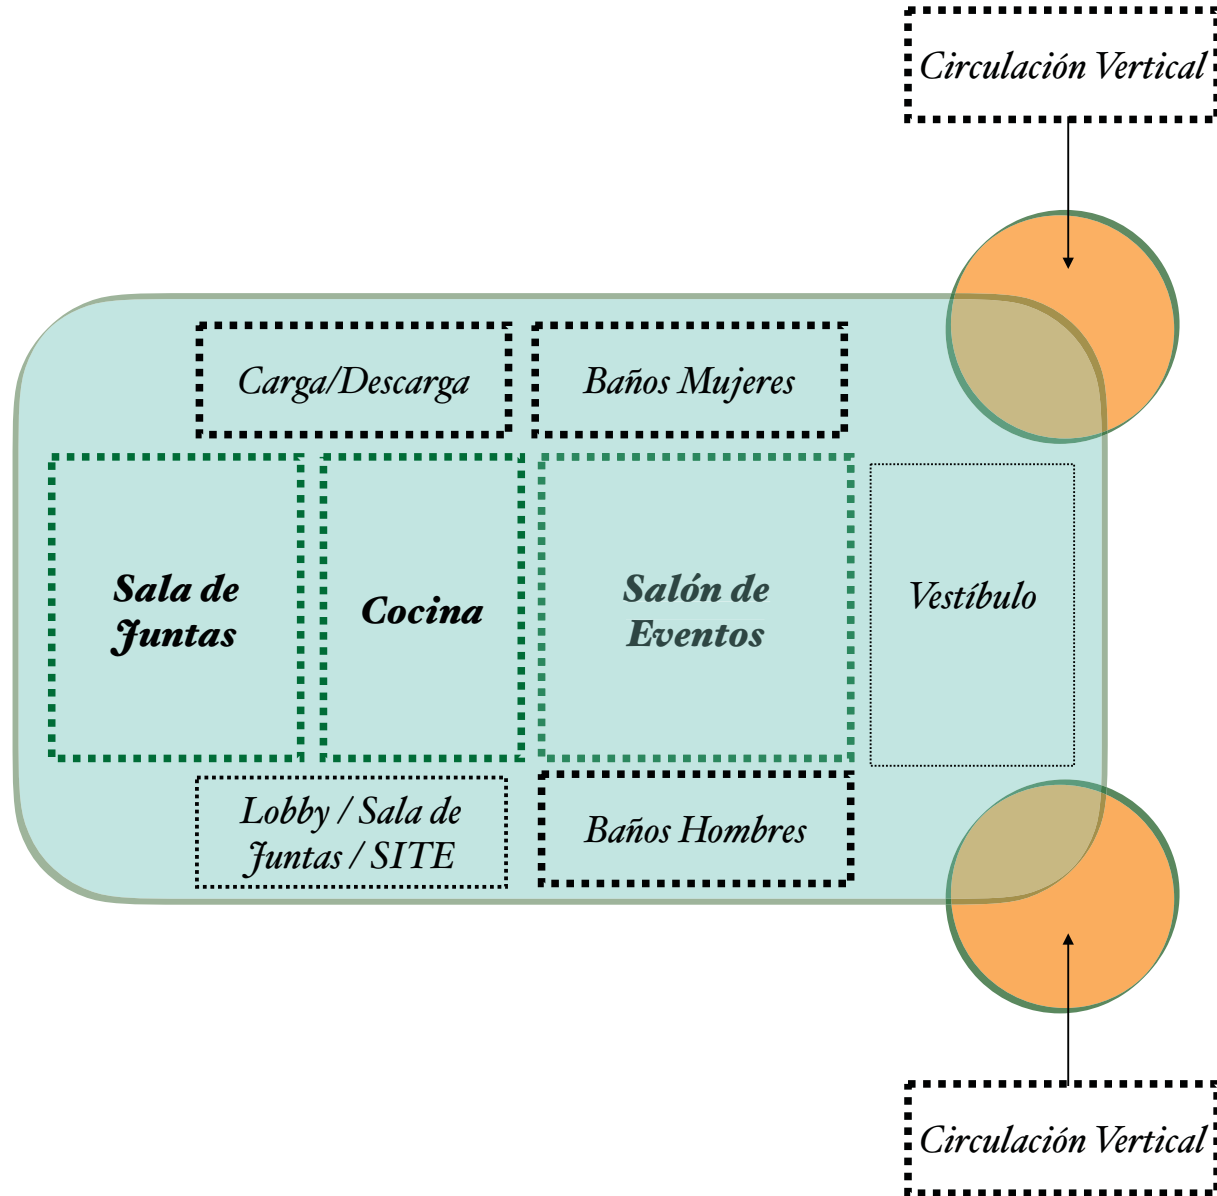 Circulación Vertical
Carga/Descarga
Baños Mujeres
Sala de
Juntas
Cocina
Salón de
Eventos
Vestíbulo
Lobby / Sala de
Juntas / SITE
Baños Hombres
Circulación Vertical